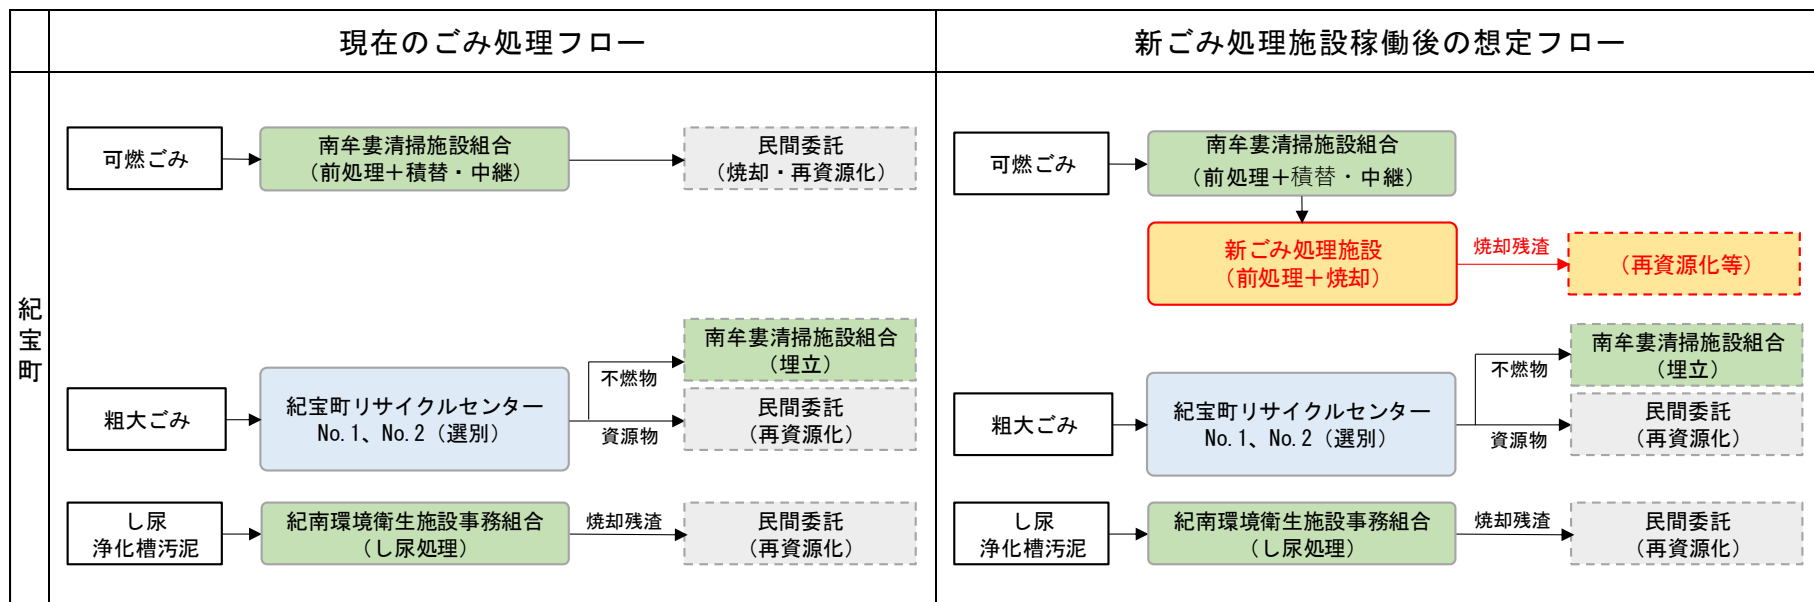 現在のごみ処理フロー
新ごみ処理施設稼働後の想定フロー
紀宝町
可燃ごみ
南牟婁清掃施設組合
（前処理＋積替・中継）
民間委託
（焼却・再資源化）
粗大ごみ
紀宝町リサイクルセンター
No.1、No.2（選別）
不燃物
資源物
南牟婁清掃施設組合
（埋立）
民間委託
（再資源化）
し尿
浄化槽汚泥
紀南環境衛生施設事務組合
（し尿処理）
焼却残渣
民間委託
（再資源化）
可燃ごみ
南牟婁清掃施設組合
（前処理＋積替・中継）
新ごみ処理施設
（前処理＋焼却）
焼却残渣
（再資源化等）
粗大ごみ
紀宝町リサイクルセンター
No.1、No.2（選別）
不燃物
資源物
南牟婁清掃施設組合
（埋立）
民間委託
（再資源化）
し尿
浄化槽汚泥
紀南環境衛生施設事務組合
（し尿処理）
焼却残渣
民間委託
（再資源化）